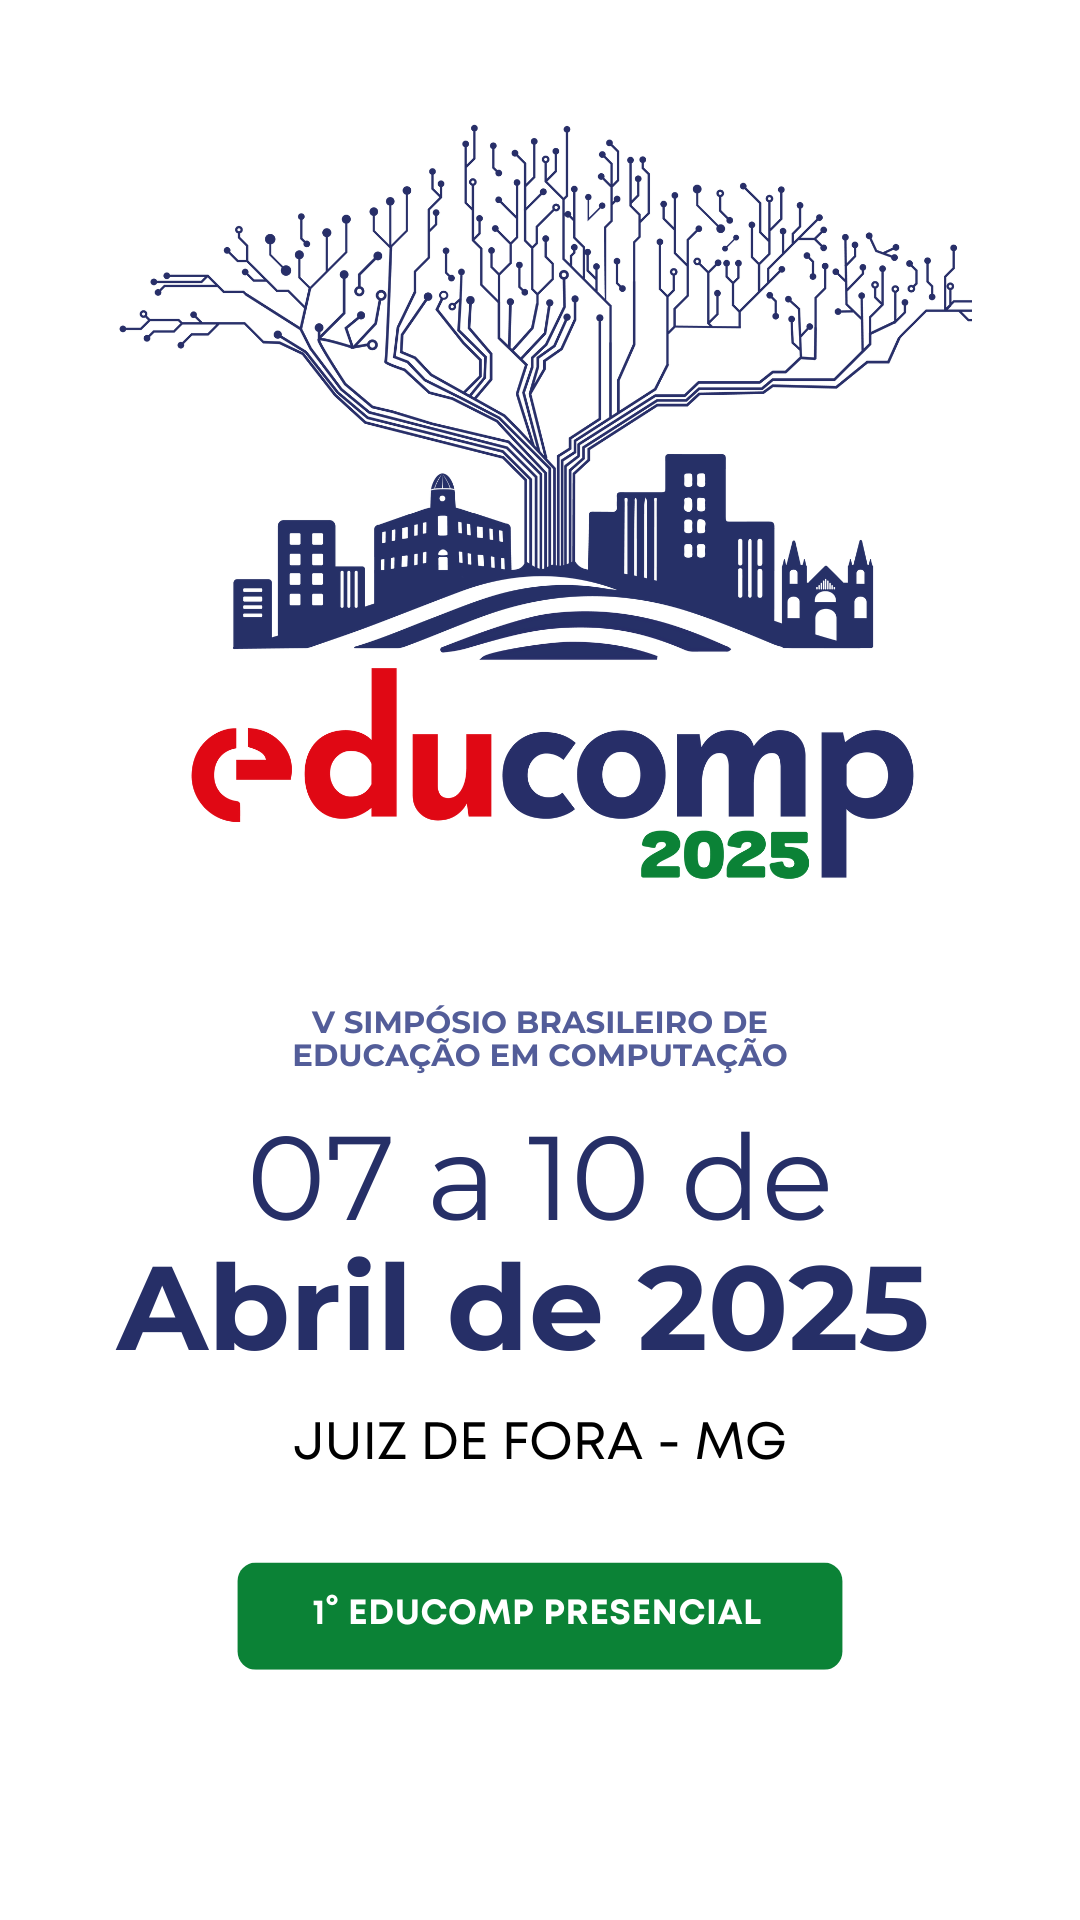 educomp
2025
V SIMPÓSIO BRASILEIRO DE
EDUCAÇÃO EM COMPUTAÇÃO
07 a 10 de
Abril de 2025
JUIZ DE FORA - MG
1° EDUCOMP PRESENCIAL